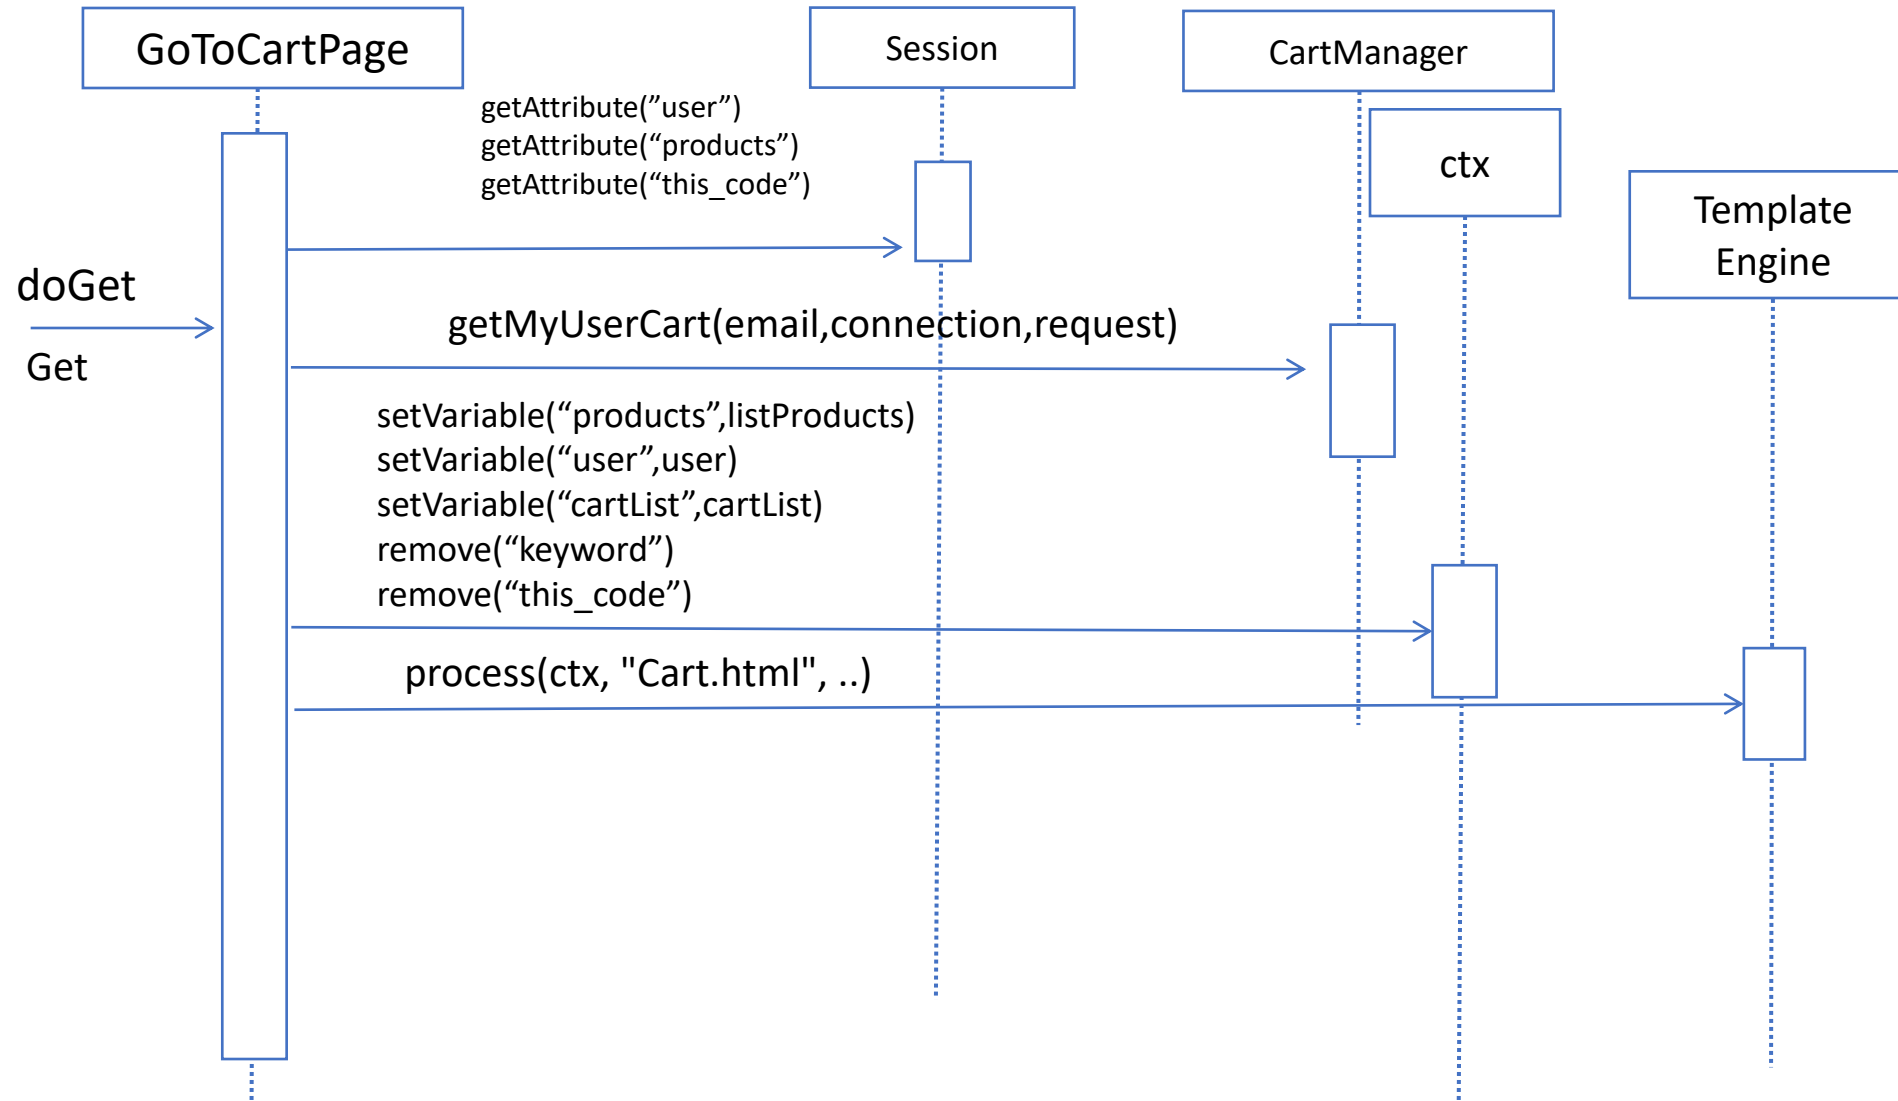 GoToCartPage
Session
CartManager
ctx
Template
Engine
getAttribute(”user”)
getAttribute(“products”)
getAttribute(“this_code”)
doGet
Get
getMyUserCart(email,connection,request)
setVariable(“products”,listProducts)
setVariable(“user”,user)
setVariable(“cartList”,cartList)
remove(“keyword”)
remove(“this_code”)
process(ctx, "Cart.html", ..)